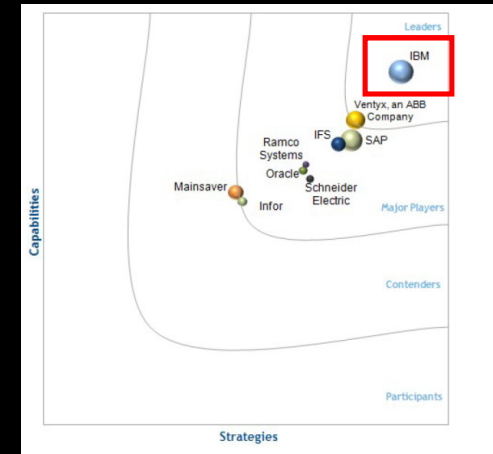 Leaders
IBM
Ventyx, an ABB
Company
IFS
SAP
Ramco
Systems
Oracle
Schneider
Electric
Mainsaver
Infor
Major Players
Contenders
Participants
Capabilities
Strategies